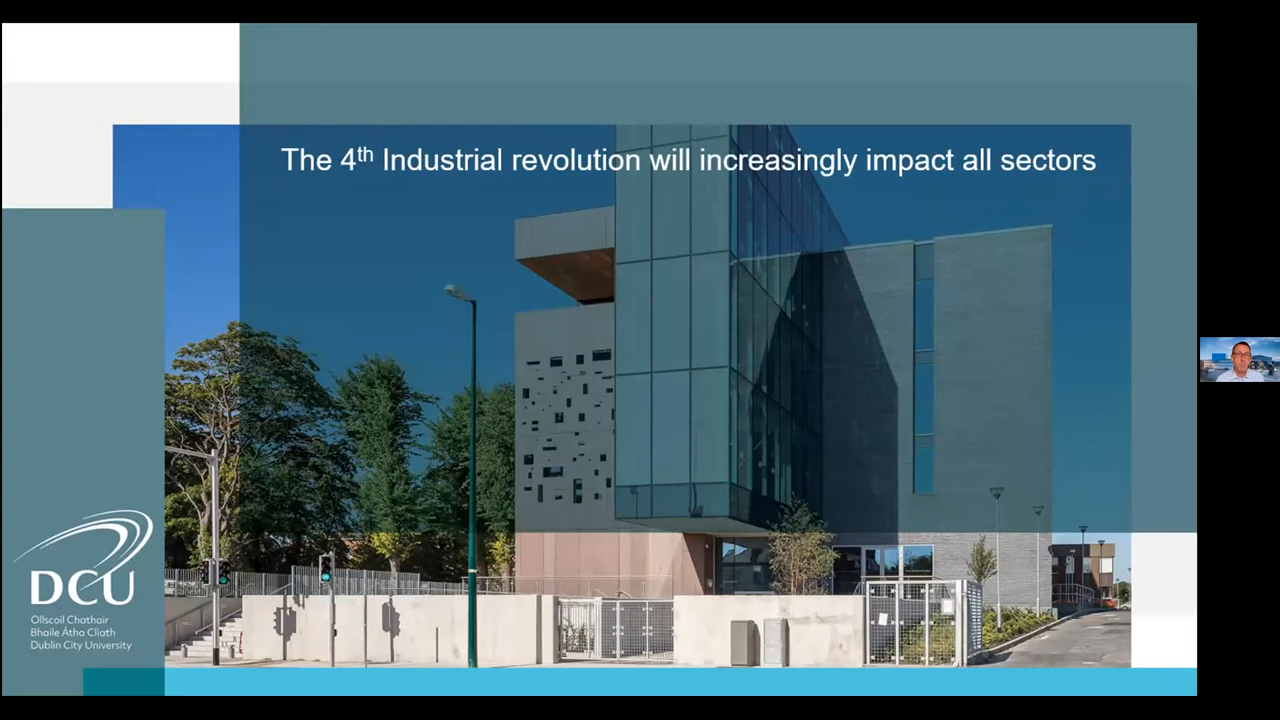 The 4th Industrial revolution will increasingly impact all sectors
DCU
Ollscoil Chathair
Bhaile Átha Cliath
Dublin City University